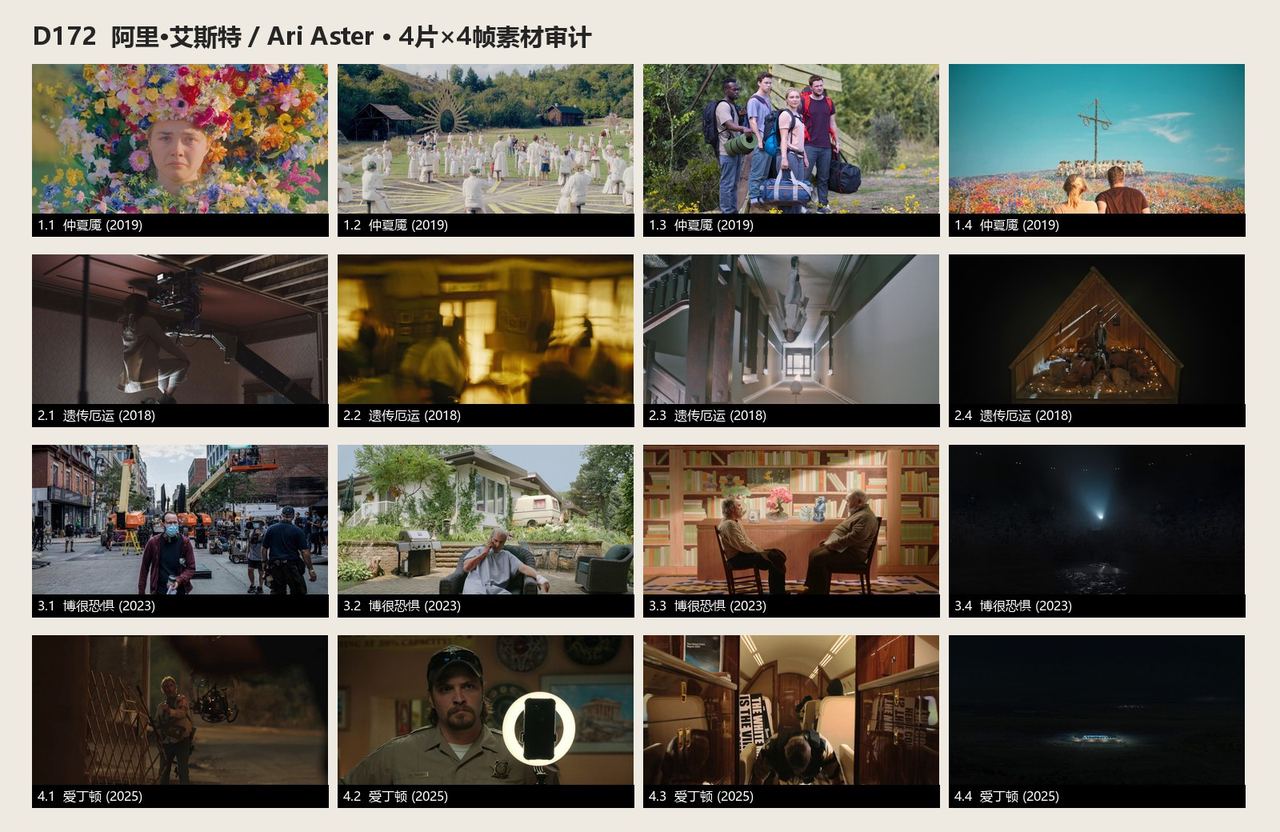 D172 阿里•艾斯特 / Ari Aster • 4片×4帧素材审计
1.1 仲夏魇 (2019)
1.2 仲夏魇 (2019)
1.3 仲夏魇 (2019)
1.4 仲夏魇 (2019)
2.1 遗传厄运 (2018)
2.2 遗传厄运 (2018)
2.3 遗传厄运 (2018)
2.4 遗传厄运 (2018)
3.1 博很恐惧 (2023)
3.2 博很恐惧 (2023)
3.3 博很恐惧 (2023)
3.4 博很恐惧 (2023)
4.1 爱丁顿 (2025)
4.2 爱丁顿 (2025)
4.3 爱丁顿 (2025)
4.4 爱丁顿 (2025)